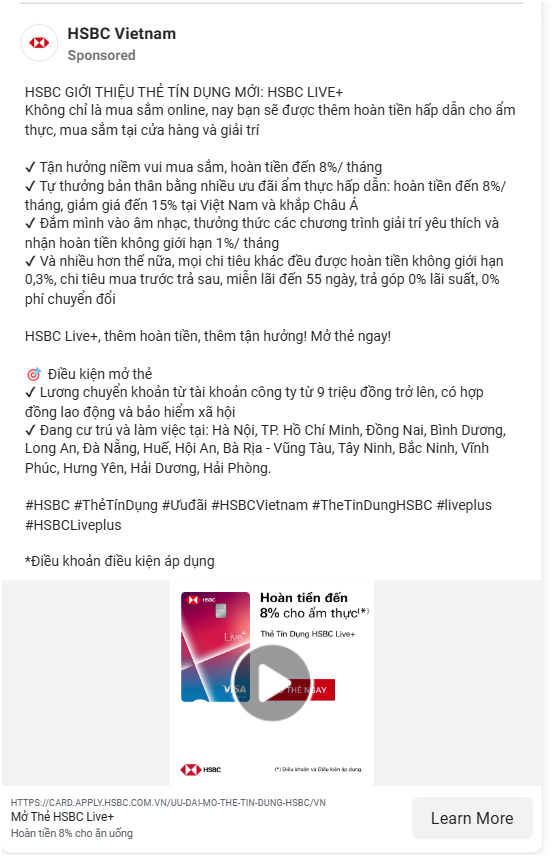 HSBC Vietnam
Sponsored
HSBC GIỚI THIỆU THẺ TÍN DỤNG MỚI: HSBC LIVE+
Không chỉ là mua sắm online, nay bạn sẽ được thêm hoàn tiền hấp dẫn cho ẩm
thực, mua sắm tại cửa hàng và giải trí
✓ Tận hưởng niềm vui mua sắm, hoàn tiền đến 8%/ tháng
✓ Tự thưởng bản thân bằng nhiều ưu đãi ẩm thực hấp dẫn: hoàn tiền đến 8%/
tháng, giảm giá đến 15% tại Việt Nam và khắp Châu Á
✓ Đắm mình vào âm nhạc, thưởng thức các chương trình giải trí yêu thích và
nhận hoàn tiền không giới hạn 1%/ tháng
✓ Và nhiều hơn thế nữa, mọi chi tiêu khác đều được hoàn tiền không giới hạn
0,3%, chi tiêu mua trước trả sau, miễn lãi đến 55 ngày, trả góp 0% lãi suất, 0%
phí chuyển đổi
HSBC Live+, thêm hoàn tiền, thêm tận hưởng! Mở thẻ ngay!
🎯 Điều kiện mở thẻ
✓ Lương chuyển khoản từ tài khoản công ty từ 9 triệu đồng trở lên, có hợp
đồng lao động và bảo hiểm xã hội
✓ Đang cư trú và làm việc tại: Hà Nội, TP. Hồ Chí Minh, Đồng Nai, Bình Dương,
Long An, Đà Nẵng, Huế, Hội An, Bà Rịa - Vũng Tàu, Tây Ninh, Bắc Ninh, Vĩnh
Phúc, Hưng Yên, Hải Dương, Hải Phòng.
#HSBC #ThẻTínDụng #Ưuđãi #HSBCVietnam #TheTinDungHSBC #liveplus
#HSBCLiveplus
*Điều khoản điều kiện áp dụng
HSBC
Live+
VISA
Hoàn tiền đến
8% cho ẩm thực(*)
Thẻ Tín Dụng HSBC Live+
THẺ NGAY
HSBC
(*) Điều khoản và Điều kiện áp dụng
HTTPS://CARD.APPLY.HSBC.COM.VN/UU-DAI-MO-THE-TIN-DUNG-HSBC/VN
Mở Thẻ HSBC Live+
Hoàn tiền 8% cho ăn uống
Learn More